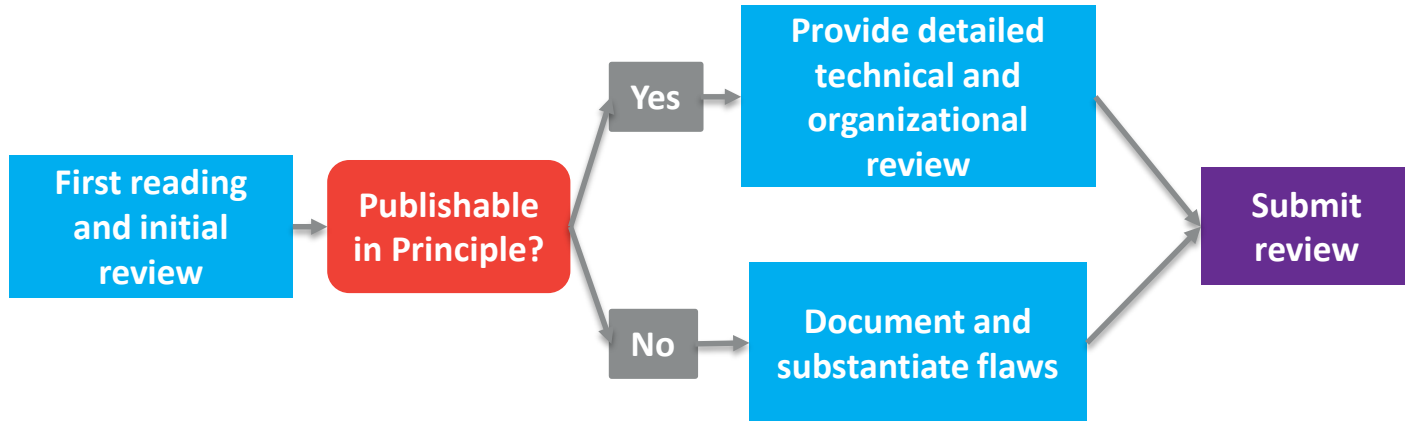 First reading
and initial
review
Publishable
in Principle?
Yes
Provide detailed
technical and
organizational
review
No
Document and
substantiate flaws
Submit
review